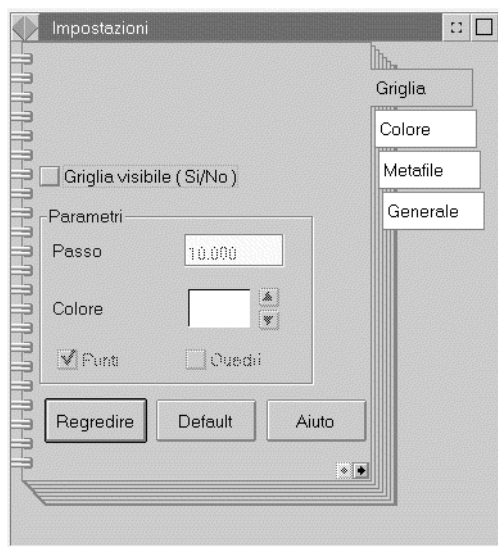 Impostazioni
Griglia
Colore
Metafile
Generale
Griglia visibile ( Si/No )
Parametri
Passo
10.000
Colore
Punti
Quadri
Regredire
Default
Aiuto